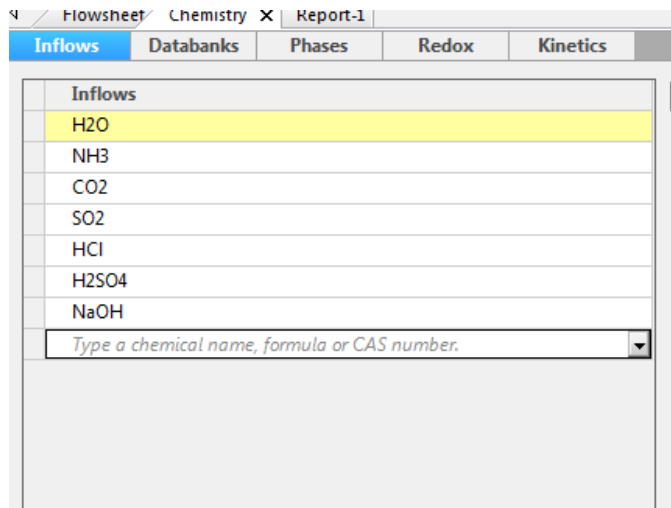 Flowsheet Chemistry X Report-1
Inflows Databanks Phases Redox Kinetics
Inflows
H2O
NH3
CO2
SO2
HCl
H2SO4
NaOH
Type a chemical name, formula or CAS number.